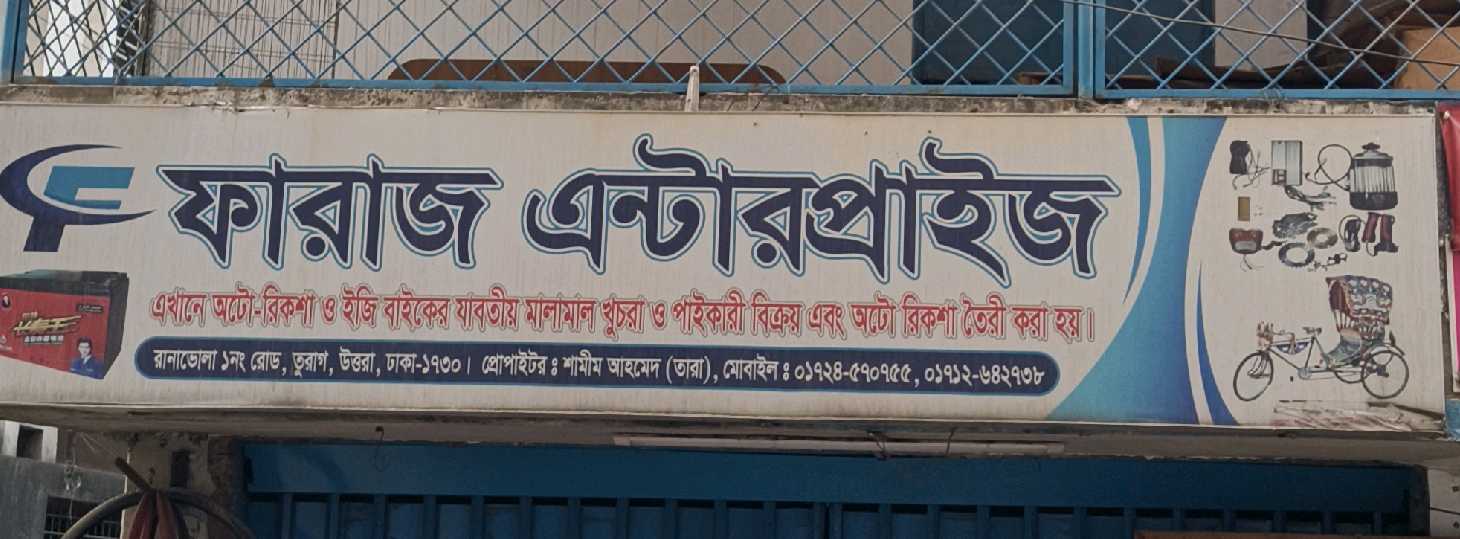 ফারাজ এন্টারপ্রাইজ
এখানে অটো-রিকশা ও ইজি বাইকের যাবতীয় মালামাল খুচরা ও পাইকারী বিক্রয় এবং অটো রিকশা তৈরী করা হয়।
রানাভোলা ১নং রোড, তুরাগ, উত্তরা, ঢাকা-১৭৩০। প্রোপাইটর ঃ শামীম আহমেদ (তারা), মোবাইল ঃ ০১৭২৪-৫৭০৭৫৫, ০১৭১২-৬৪২৭৩৮